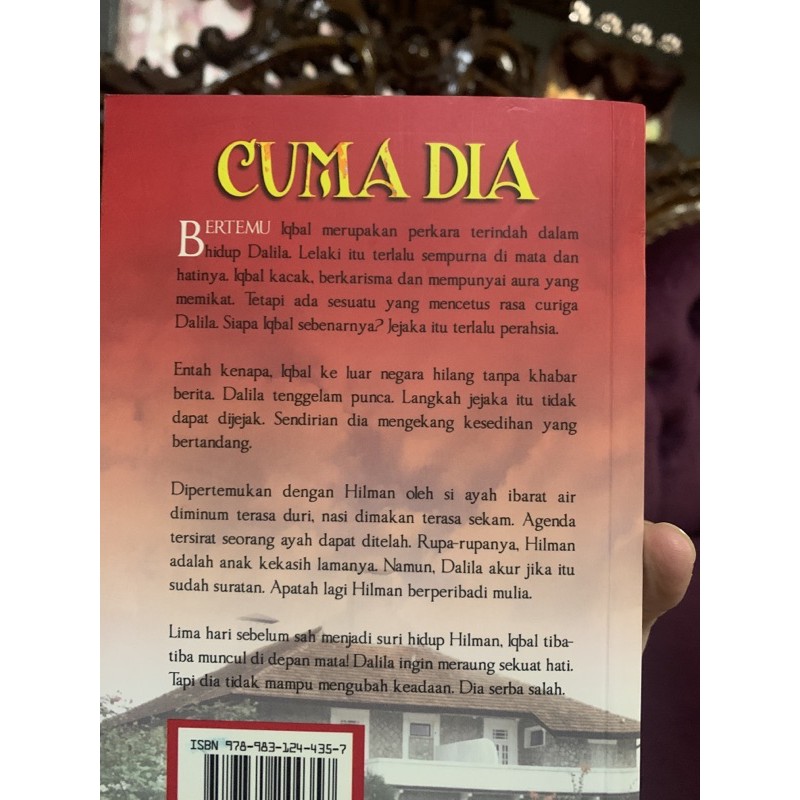 CUMA DIA
BERTEMU Iqbal merupakan perkara terindah dalam
hidup Dalila. Lelaki itu terlalu sempurna di mata dan
hatinya. Iqbal kacak, berkarisma dan mempunyai aura yang
memikat. Tetapi ada sesuatu yang mencetus rasa curiga
Dalila. Siapa Iqbal sebenarnya? Jejaka itu terlalu perahsia.
Entah kenapa, Iqbal ke luar negara hilang tanpa khabar
berita. Dalila tenggelam punca. Langkah jejaka itu tidak
dapat dijejak. Sendirian dia mengekang kesedihan yang
bertandang.
Dipertemukan dengan Hilman oleh si ayah ibarat air
diminum terasa duri, nasi dimakan terasa sekam. Agenda
tersirat seorang ayah dapat ditelah. Rupa-rupanya, Hilman
adalah anak kekasih lamanya. Namun, Dalila akur jika itu
sudah suratan. Apatah lagi Hilman berperibadi mulia.
Lima hari sebelum sah menjadi suri hidup Hilman, Iqbal tiba-
tiba muncul di depan mata! Dalila ingin meraung sekuat hati.
Tapi dia tidak mampu mengubah keadaan. Dia serba salah.
ISBN 978-983-124-435-7